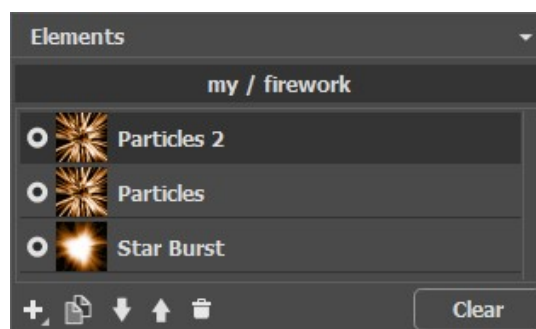 Elements
my / firework
Particles 2
Particles
Star Burst
Clear